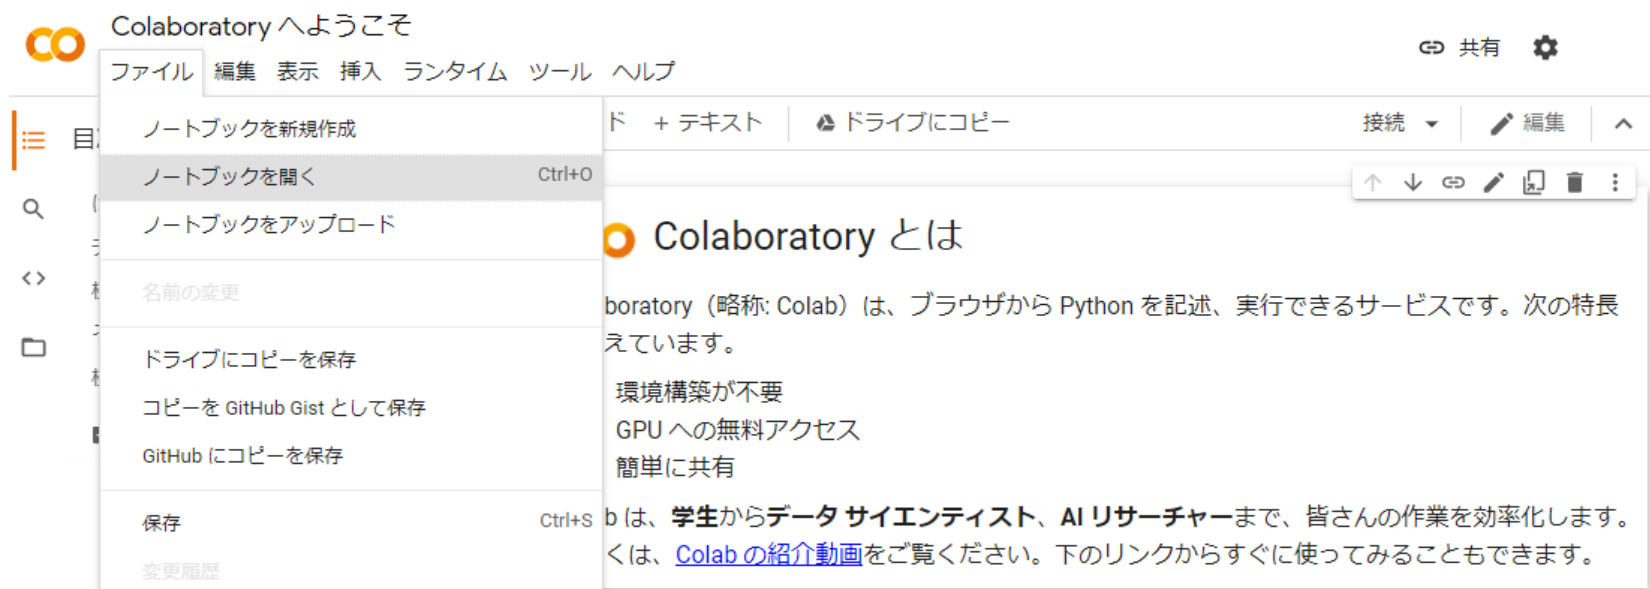 Colaboratory へようこそ
共有
ファイル 編集 表示 挿入 ランタイム ツール ヘルプ
ノートブックを新規作成
ノートブックを開く Ctrl+O
ノートブックをアップロード
名前の変更
ドライブにコピーを保存
コピーを GitHub Gist として保存
GitHub にコピーを保存
保存 Ctrl+S
変更履歴
目
ド + テキスト ドライブにコピー 接続 編集
Colaboratory とは
boratory（略称: Colab）は、ブラウザから Python を記述、実行できるサービスです。次の特長
えています。
環境構築が不要
GPU への無料アクセス
簡単に共有
b は、学生からデータ サイエンティスト、AI リサーチャーまで、皆さんの作業を効率化します。
くは、Colab の紹介動画をご覧ください。下のリンクからすぐに使ってみることもできます。